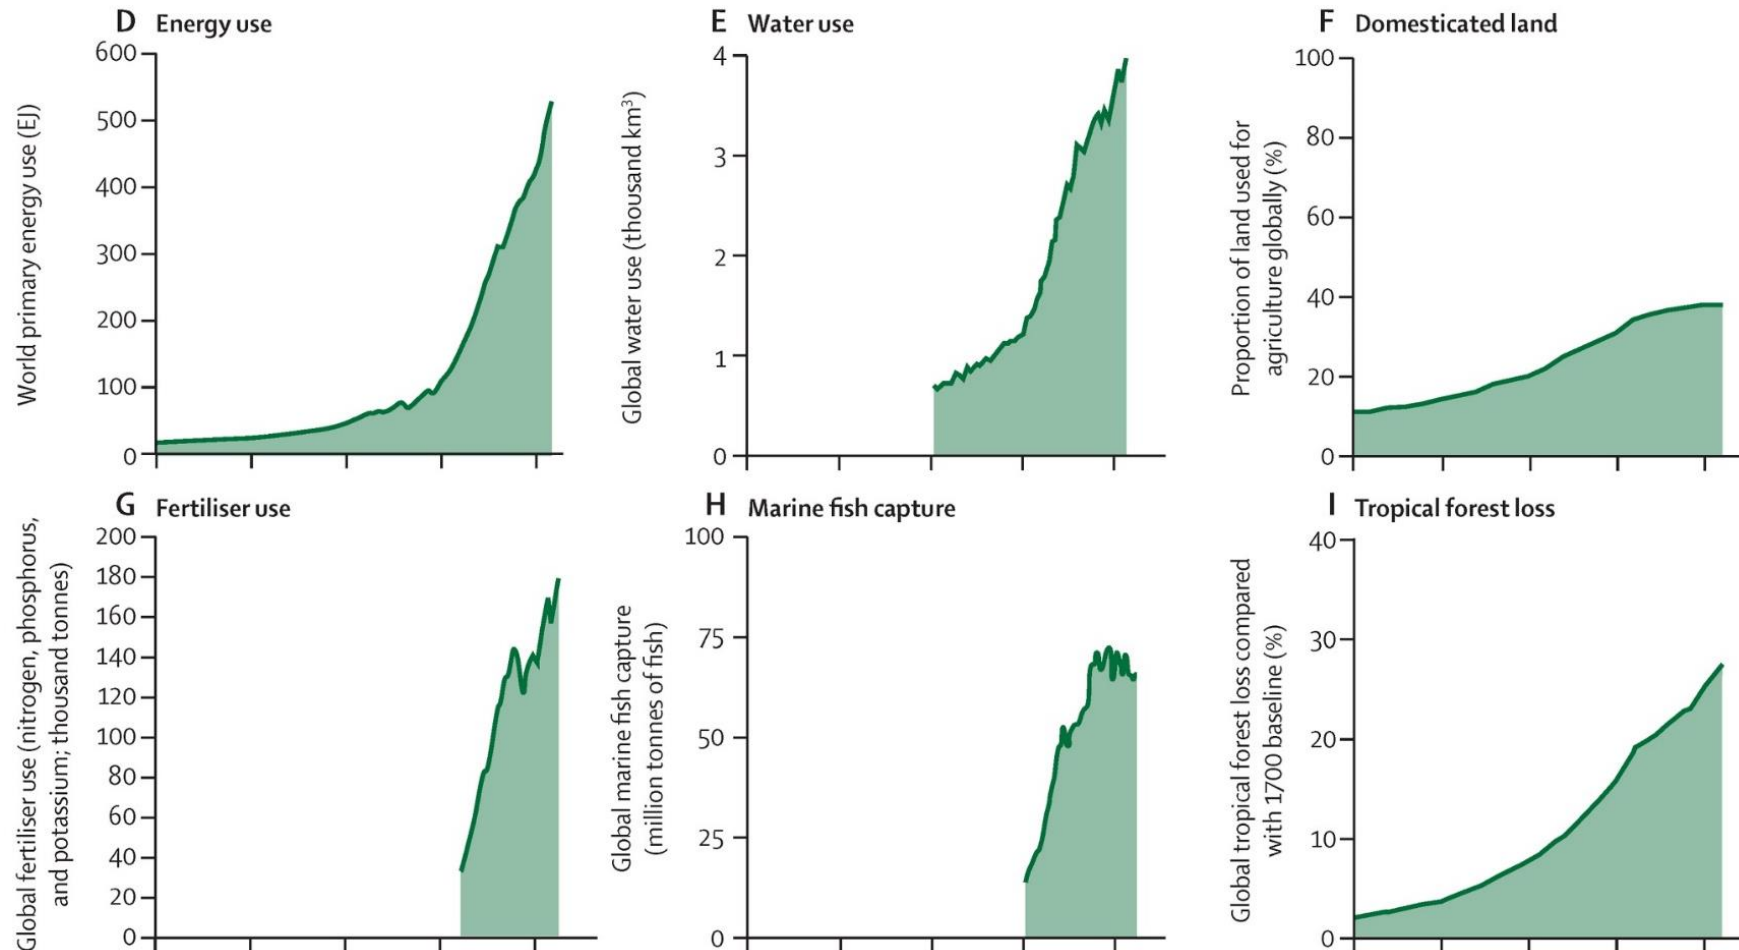 D Energy use
World primary energy use (EJ)
600
500
400
300
200
100
0
E Water use
Global water use (thousand km³)
4
3
2
1
0
F Domesticated land
Proportion of land used for
agriculture globally (%)
100
80
60
40
20
0
G Fertiliser use
Global fertiliser use (nitrogen, phosphorus,
and potassium; thousand tonnes)
200
180
160
140
120
100
80
60
40
20
0
H Marine fish capture
Global marine fish capture
(million tonnes of fish)
100
75
50
25
0
I Tropical forest loss
Global tropical forest loss compared
with 1700 baseline (%)
40
30
20
10
0